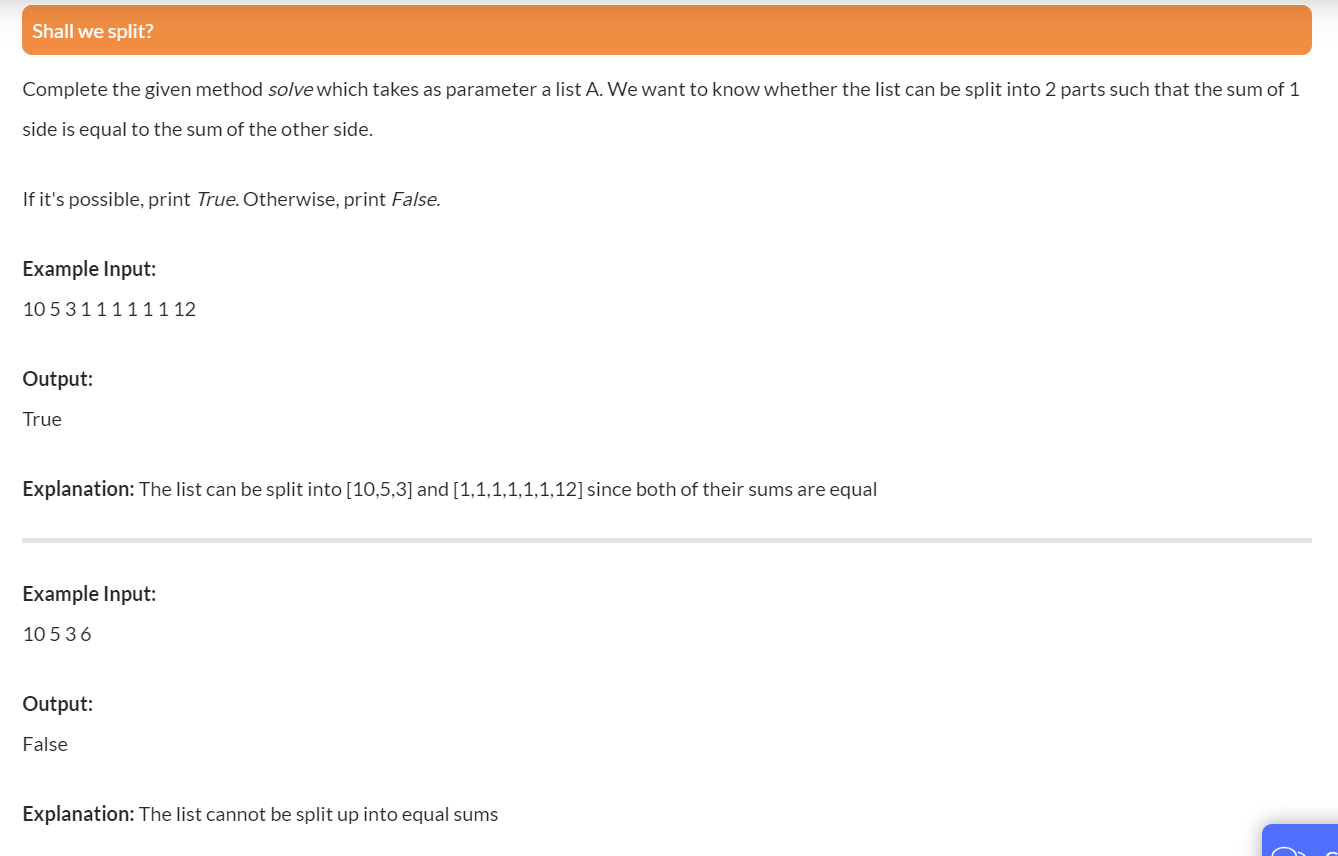 Shall we split?
Complete the given method solve which takes as parameter a list A. We want to know whether the list can be split into 2 parts such that the sum of 1
side is equal to the sum of the other side.
If it's possible, print True. Otherwise, print False.
Example Input:
10 5 3 1 1 1 1 1 1 12
Output:
True
Explanation: The list can be split into [10,5,3] and [1,1,1,1,1,1,12] since both of their sums are equal
Example Input:
10 5 3 6
Output:
False
Explanation: The list cannot be split up into equal sums